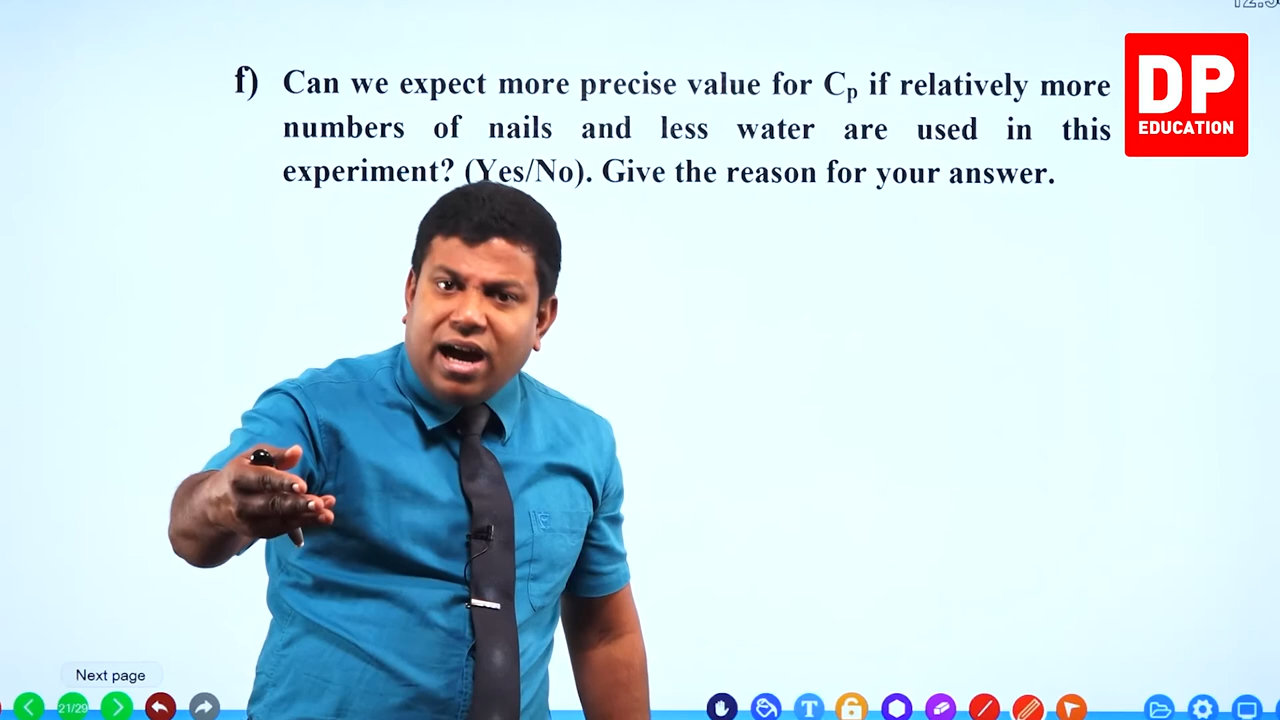 f) Can we expect more precise value for Cp if relatively more
numbers of nails and less water are used in this
experiment? (Yes/No). Give the reason for your answer.
DP
EDUCATION
Next page
21/29
T